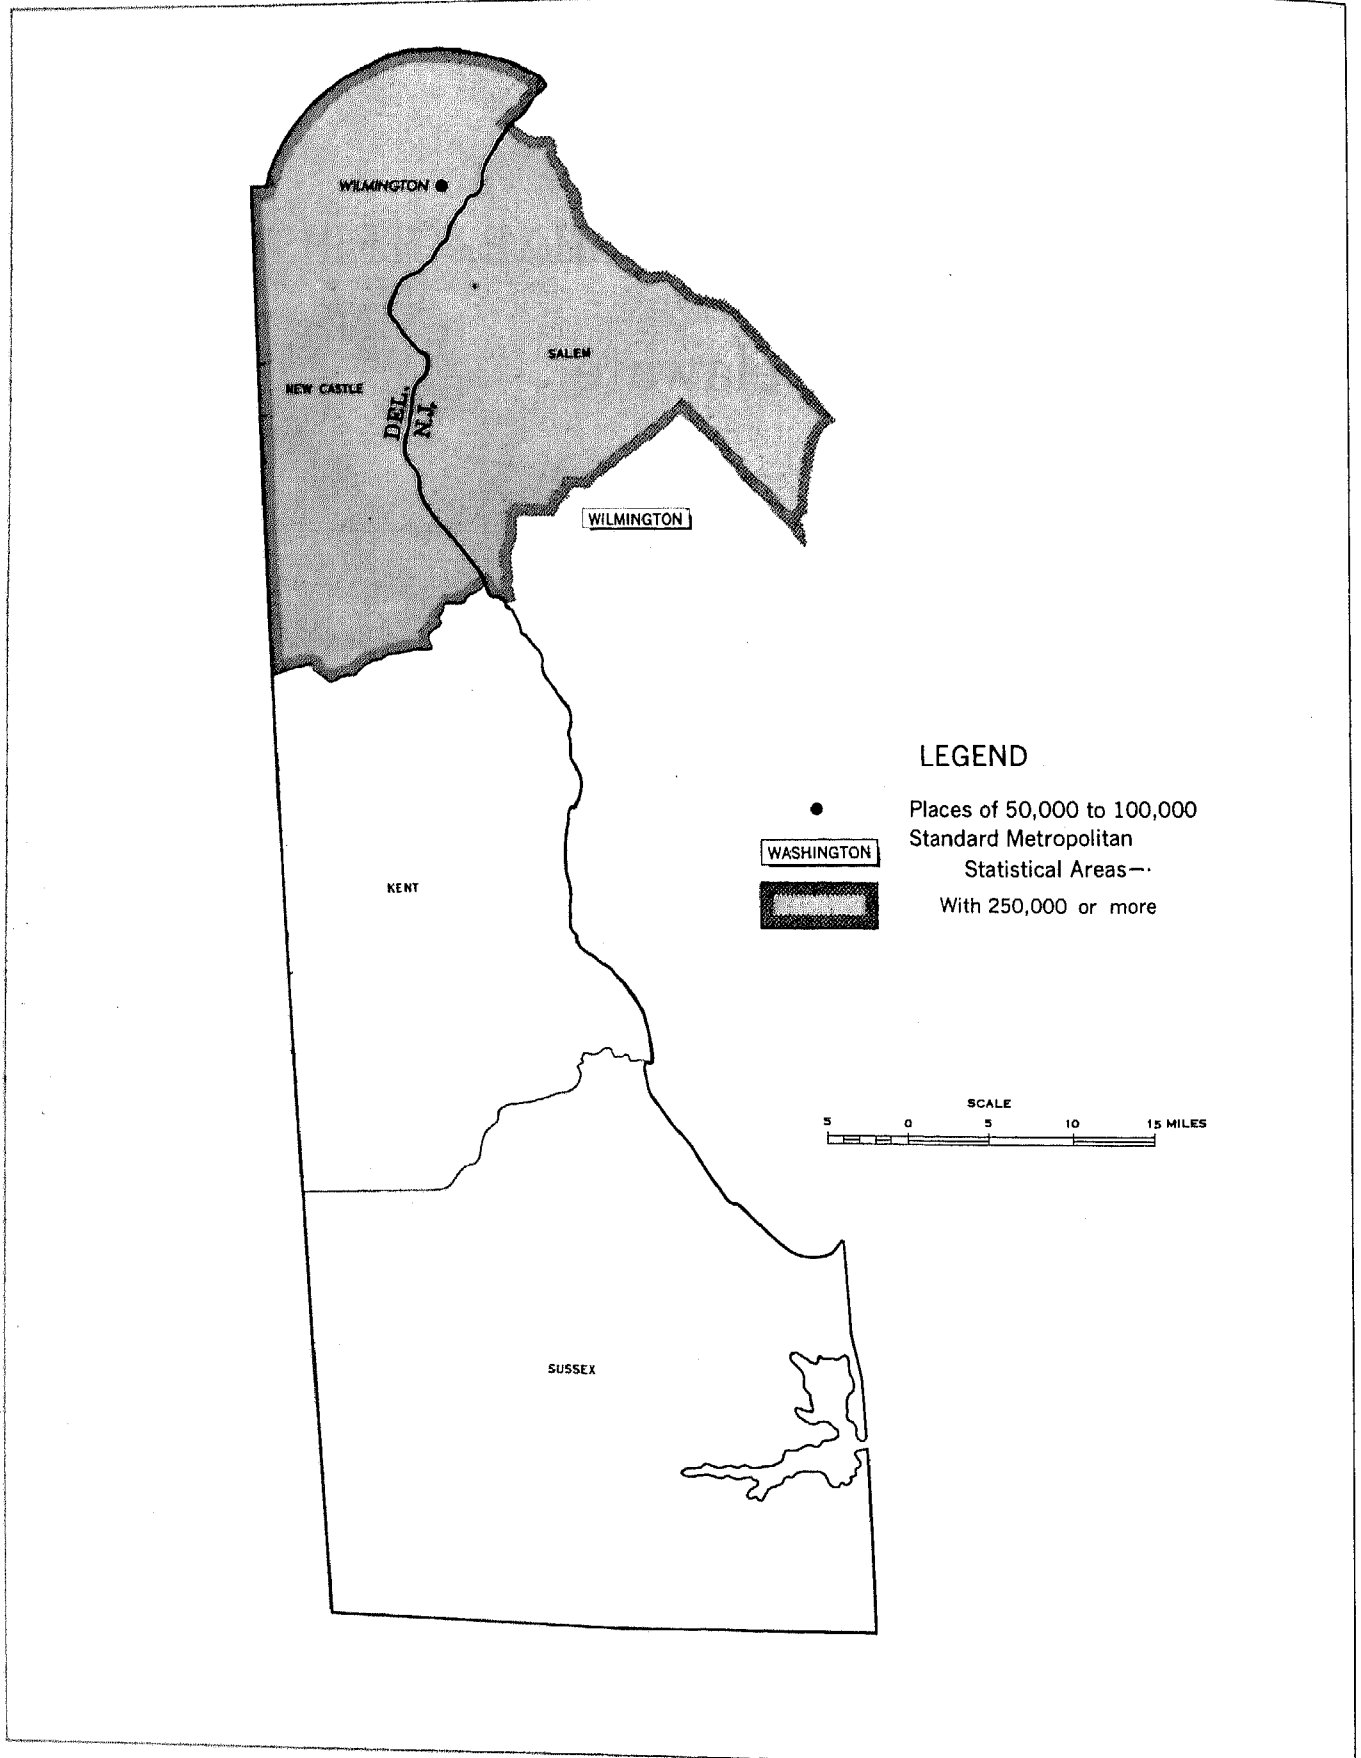 WILMINGTON
SALEM
NEW CASTLE
DEL.
N.J.
WILMINGTON
LEGEND
Places of 50,000 to 100,000
WASHINGTON
Standard Metropolitan
Statistical Areas—
With 250,000 or more
KENT
SCALE
5 0 5 10 15 MILES
SUSSEX